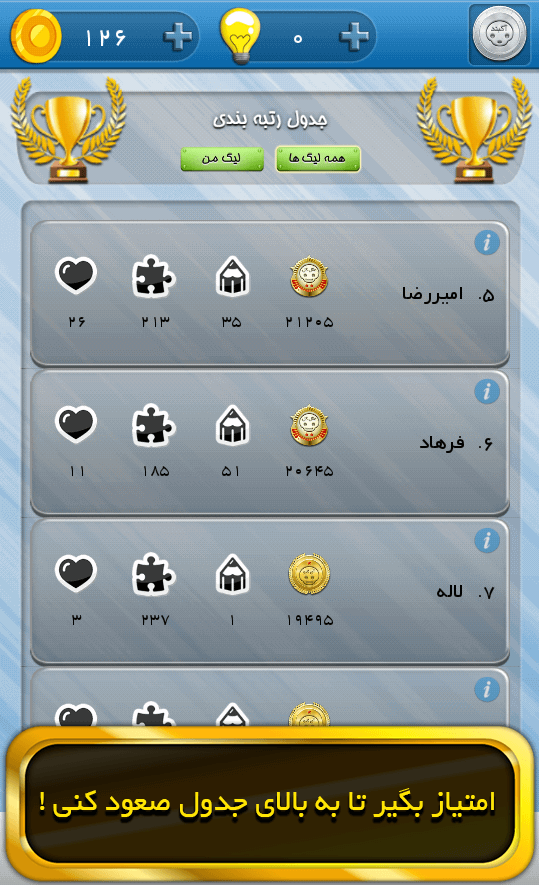 ۱۲۶
۰
آکبند
جدول رتبه بندی
همه لیگ ها
لیگ من
۵. امیررضا
۲۱۲۰۵ ۳۵ ۲۱۳ ۲۶
۶. فرهاد
۲۰۶۴۵ ۵۱ ۱۸۵ ۱۱
۷. لاله
۱۹۴۹۵ ۱ ۲۳۷ ۳
امتیاز بگیر تا به بالای جدول صعود کنی !